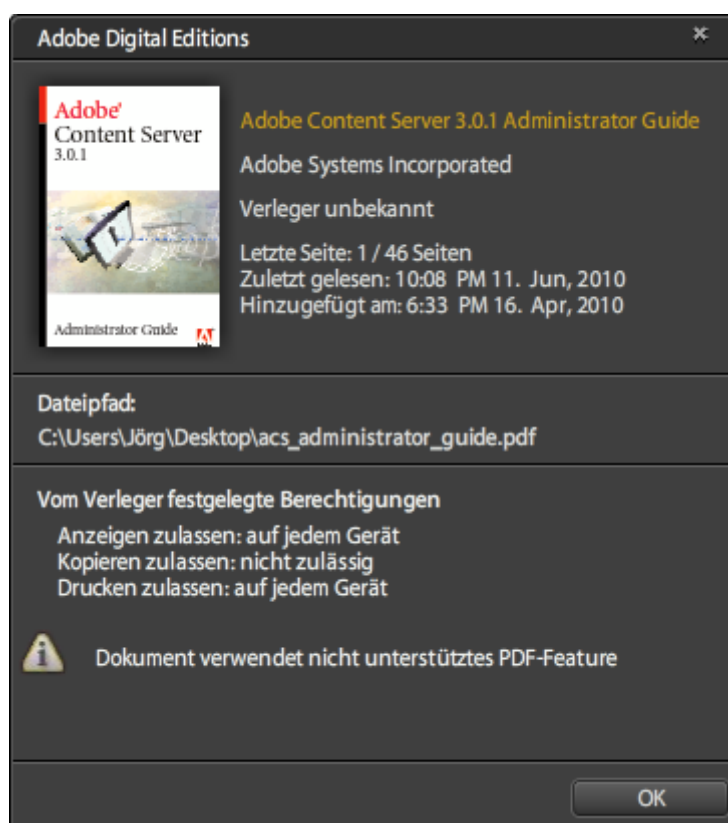 Adobe Digital Editions
Adobe
Content Server
3.0.1
Administrator Guide
Adobe Content Server 3.0.1 Administrator Guide
Adobe Systems Incorporated
Verleger unbekannt
Letzte Seite: 1 / 46 Seiten
Zuletzt gelesen: 10:08 PM 11. Jun, 2010
Hinzugefügt am: 6:33 PM 16. Apr, 2010
Dateipfad:
C:\Users\Jörg\Desktop\acs_administrator_guide.pdf
Vom Verleger festgelegte Berechtigungen
Anzeigen zulassen: auf jedem Gerät
Kopieren zulassen: nicht zulässig
Drucken zulassen: auf jedem Gerät
Dokument verwendet nicht unterstütztes PDF-Feature
OK